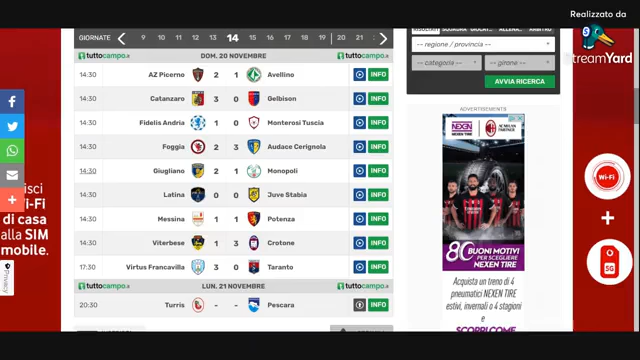 Realizzato da
StreamYard
GIORNATE 9 10 11 12 13 14 15 16 17 18 19 20 21
tuttocampo.it DOM. 20 NOVEMBRE tuttocampo.it
14:30 AZ Picerno 2 1 Avellino INFO
14:30 Catanzaro 3 0 Gelbison INFO
14:30 Fidelis Andria 1 0 Monterosi Tuscia INFO
14:30 Foggia 2 3 Audace Cerignola INFO
14:30 Giugliano 2 1 Monopoli INFO
14:30 Latina 0 0 Juve Stabia INFO
14:30 Messina 1 1 Potenza INFO
14:30 Viterbese 1 3 Crotone INFO
17:30 Virtus Francavilla 3 0 Taranto INFO
tuttocampo.it LUN. 21 NOVEMBRE tuttocampo.it
20:30 Turris - - Pescara INFO
-- regione / provincia --
-- categoria -- -- girone --
AVVIA RICERCA
ADVERTISEMENTS
NEXEN TIRE AC MILAN PARTNER
80 BUONI MOTIVI
PER SCEGLIERE
NEXEN TIRE
Acquista un treno di 4
pneumatici NEXEN TIRE
estivi, invernali o 4 stagioni
e
SCOPRI COME
di casa
alla SIM
mobile.
Privacy
Wi-Fi
+
5G